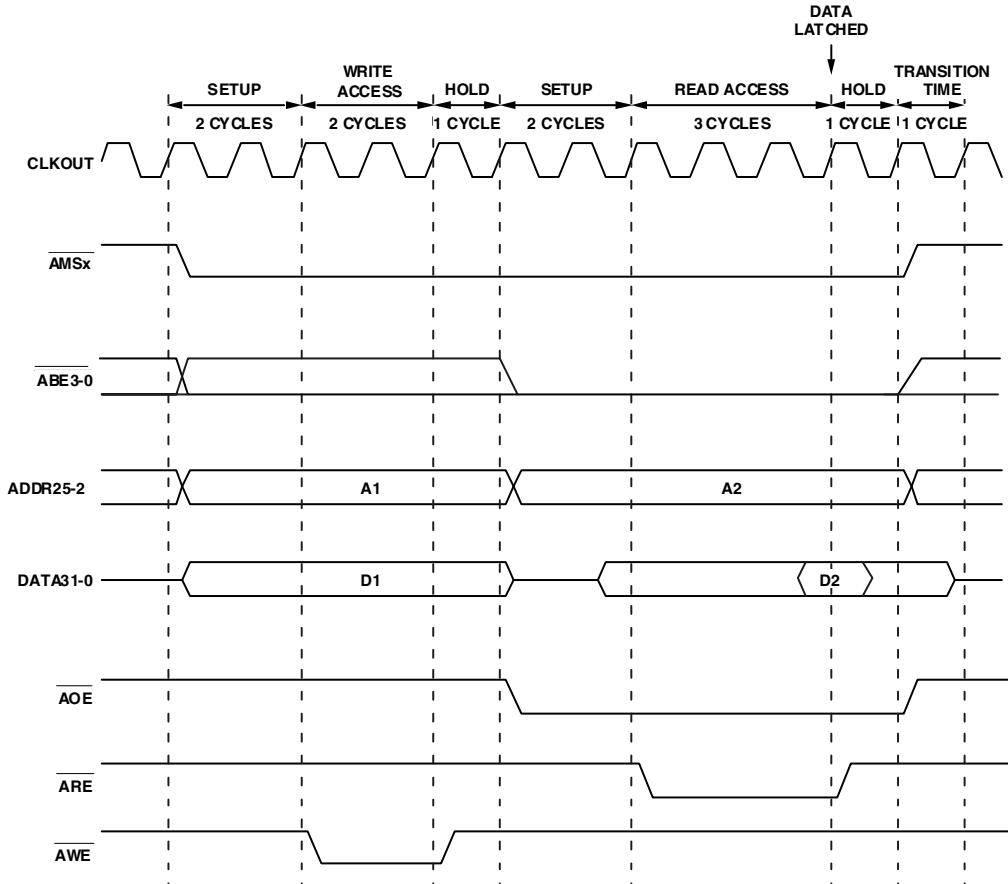 DATA
LATCHED
SETUP WRITE ACCESS HOLD SETUP READ ACCESS HOLD TRANSITION TIME
2 CYCLES 2 CYCLES 1 CYCLE 2 CYCLES 3 CYCLES 1 CYCLE 1 CYCLE
CLKOUT
AMSx
ABE3-0
ADDR25-2 A1 A2
DATA31-0 D1 D2
AOE
ARE
AWE